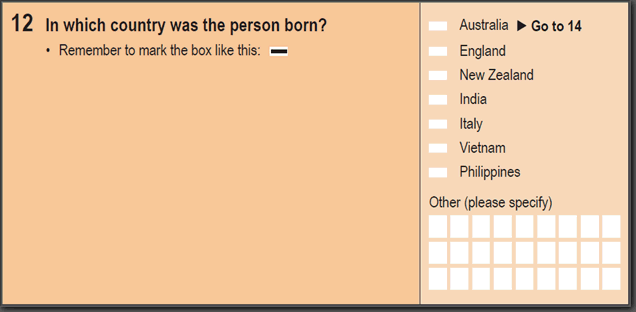 12 In which country was the person born?
• Remember to mark the box like this:
Australia ▶ Go to 14
England
New Zealand
India
Italy
Vietnam
Philippines
Other (please specify)